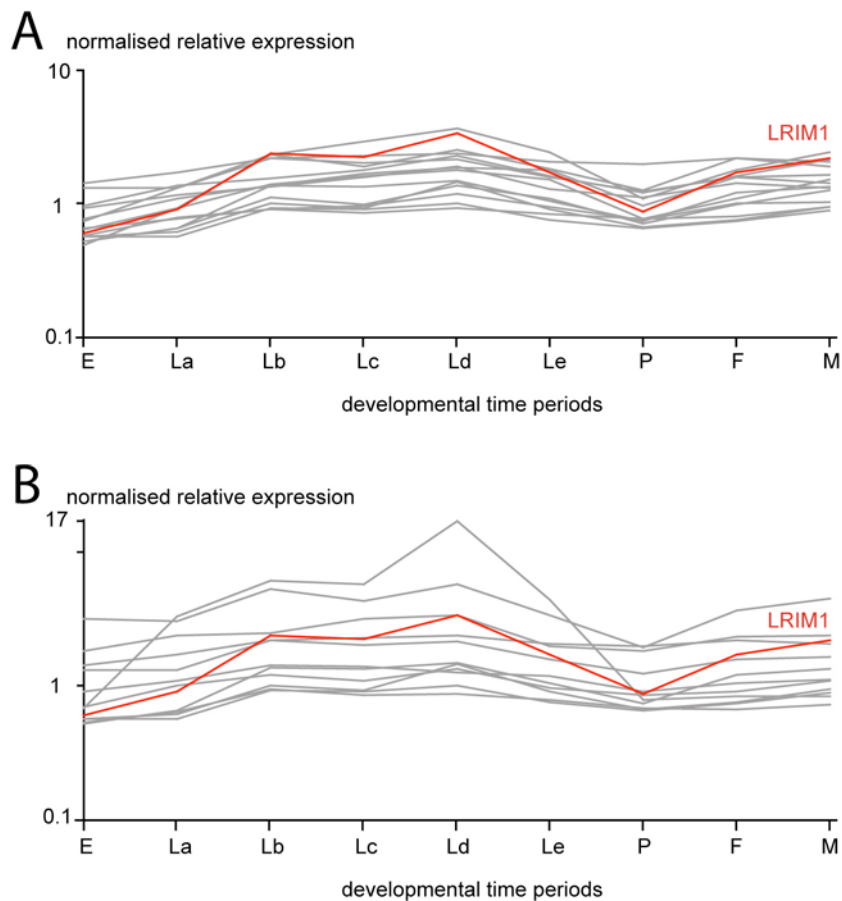 A
normalised relative expression
10
LRIM1
1
0.1
E La Lb Lc Ld Le P F M
developmental time periods
B
normalised relative expression
17
LRIM1
1
0.1
E La Lb Lc Ld Le P F M
developmental time periods